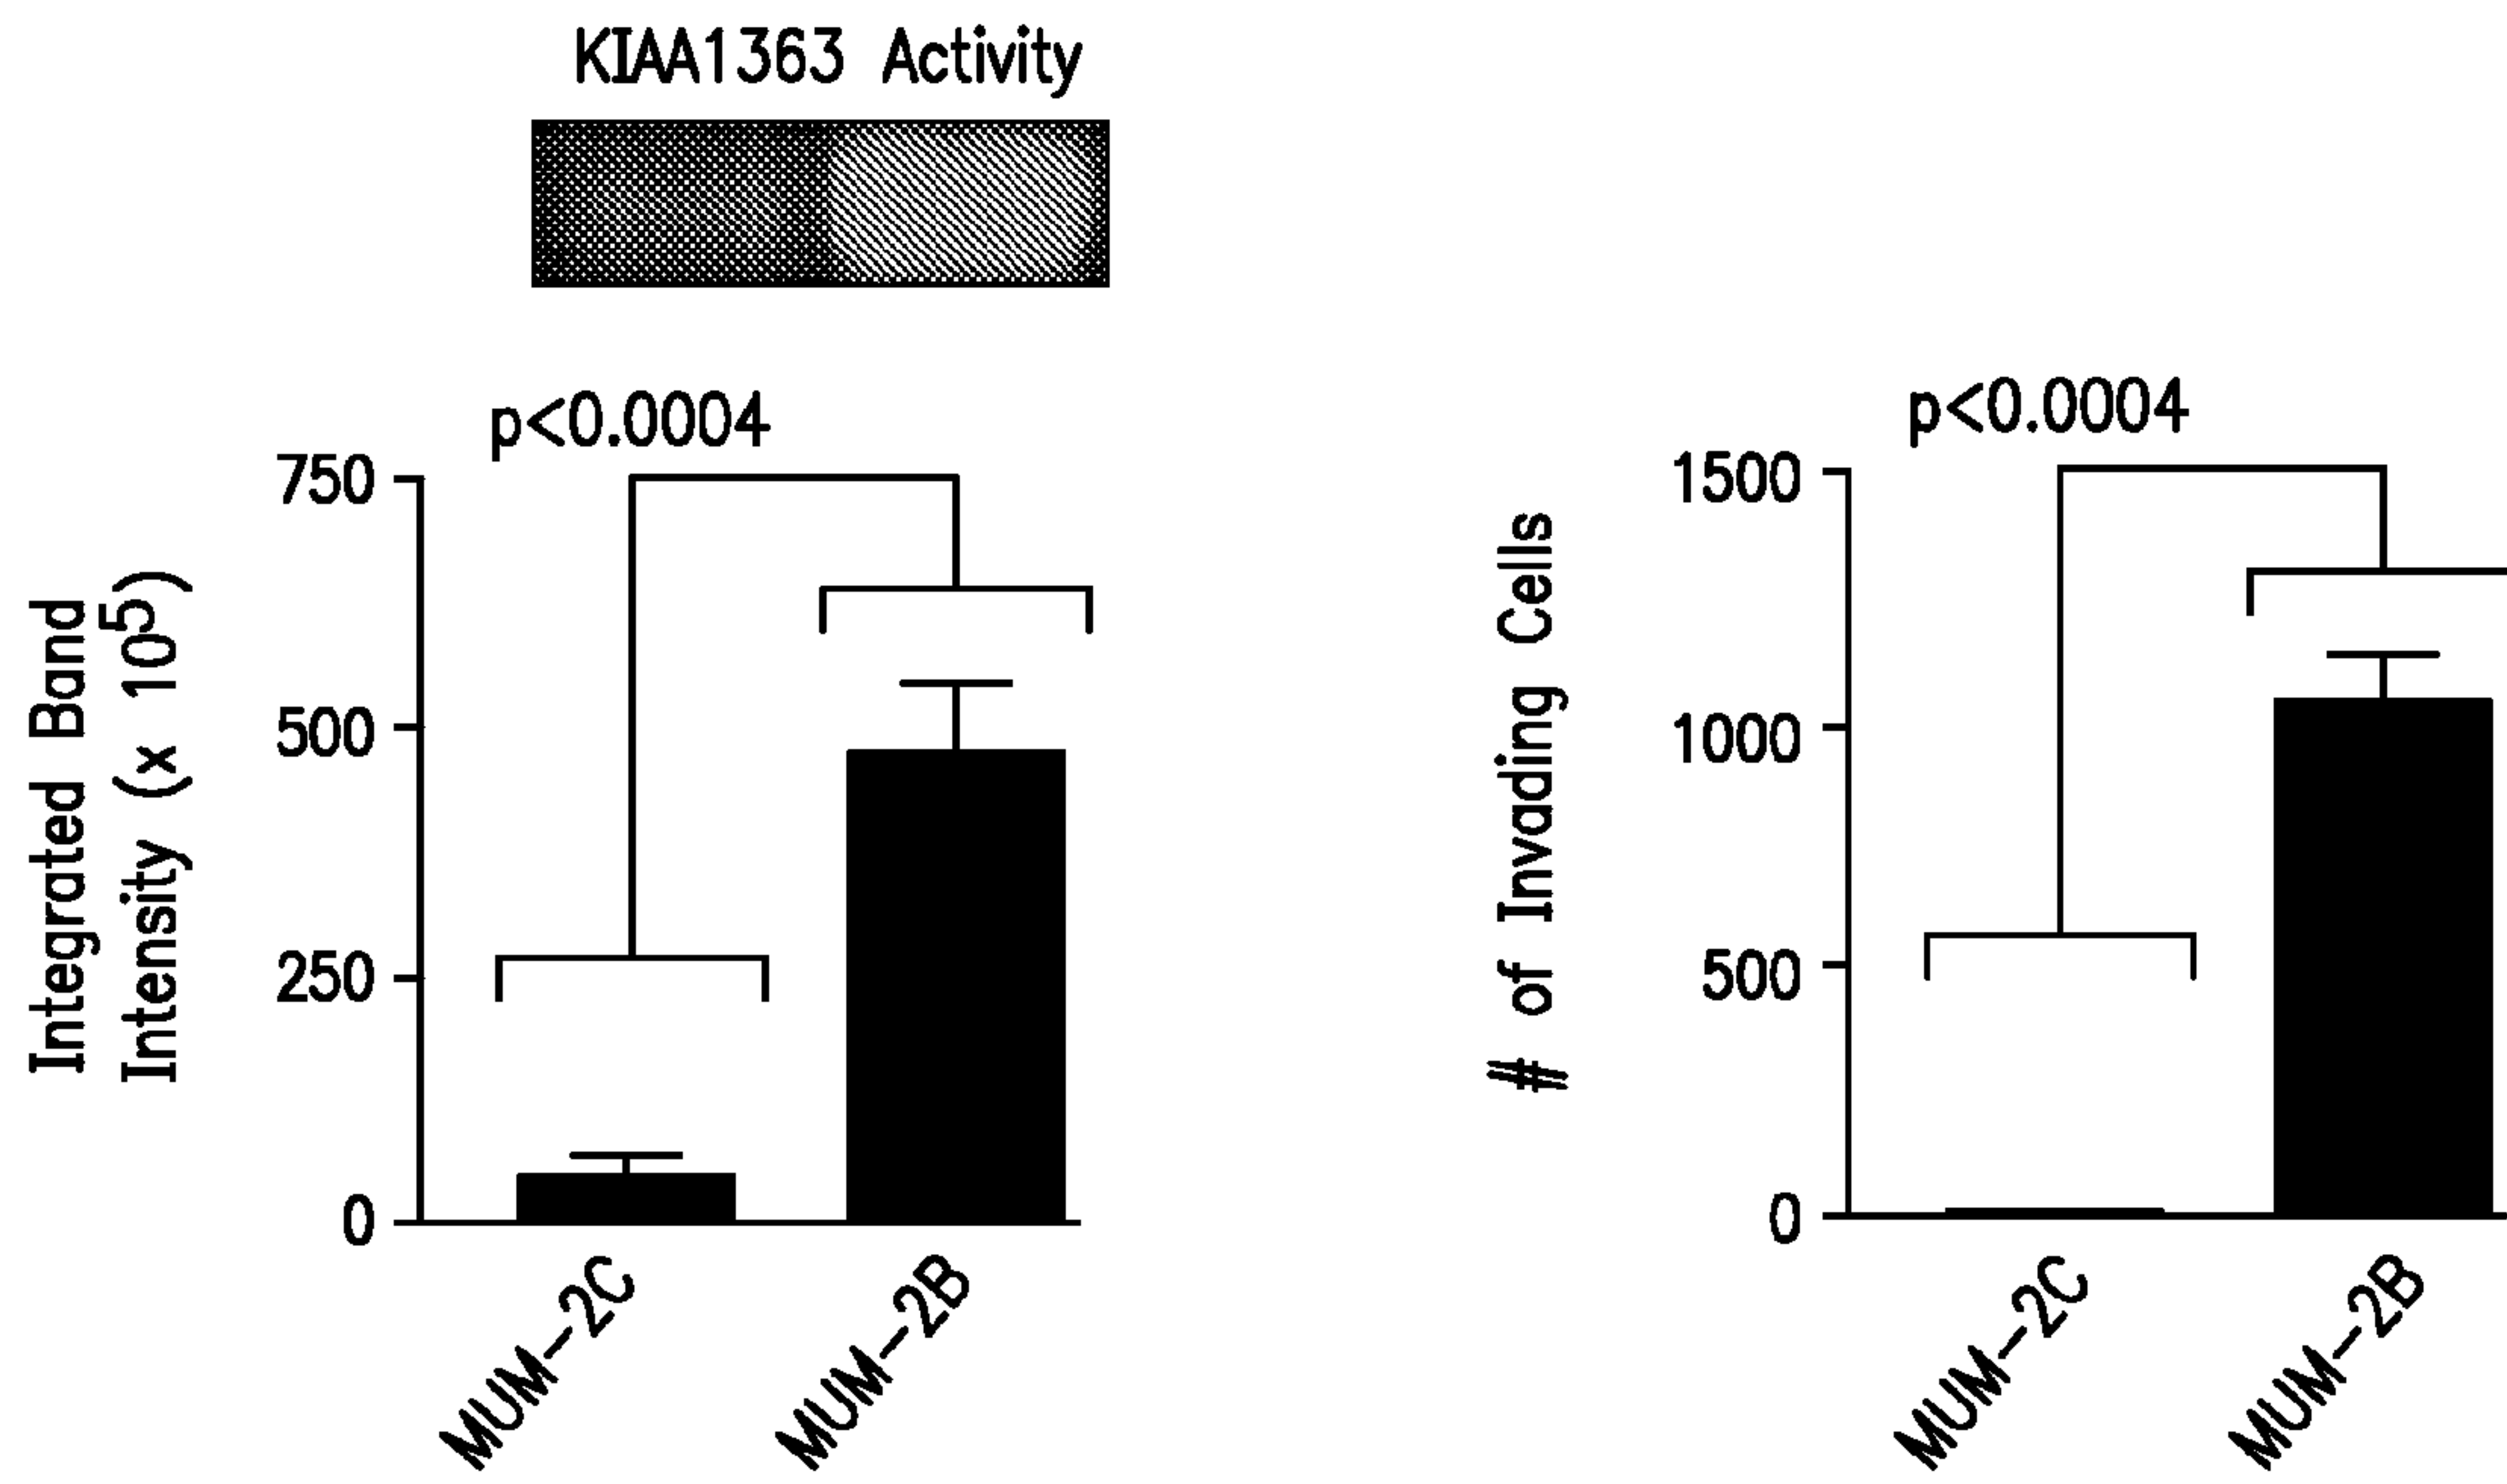 KIAA1363 Activity
p<0.0004
750
500
250
0
Integrated Band
Intensity (x 10⁵)
MUM-2C
MUM-2B
p<0.0004
1500
1000
500
0
# of Invading Cells
MUM-2C
MUM-2B